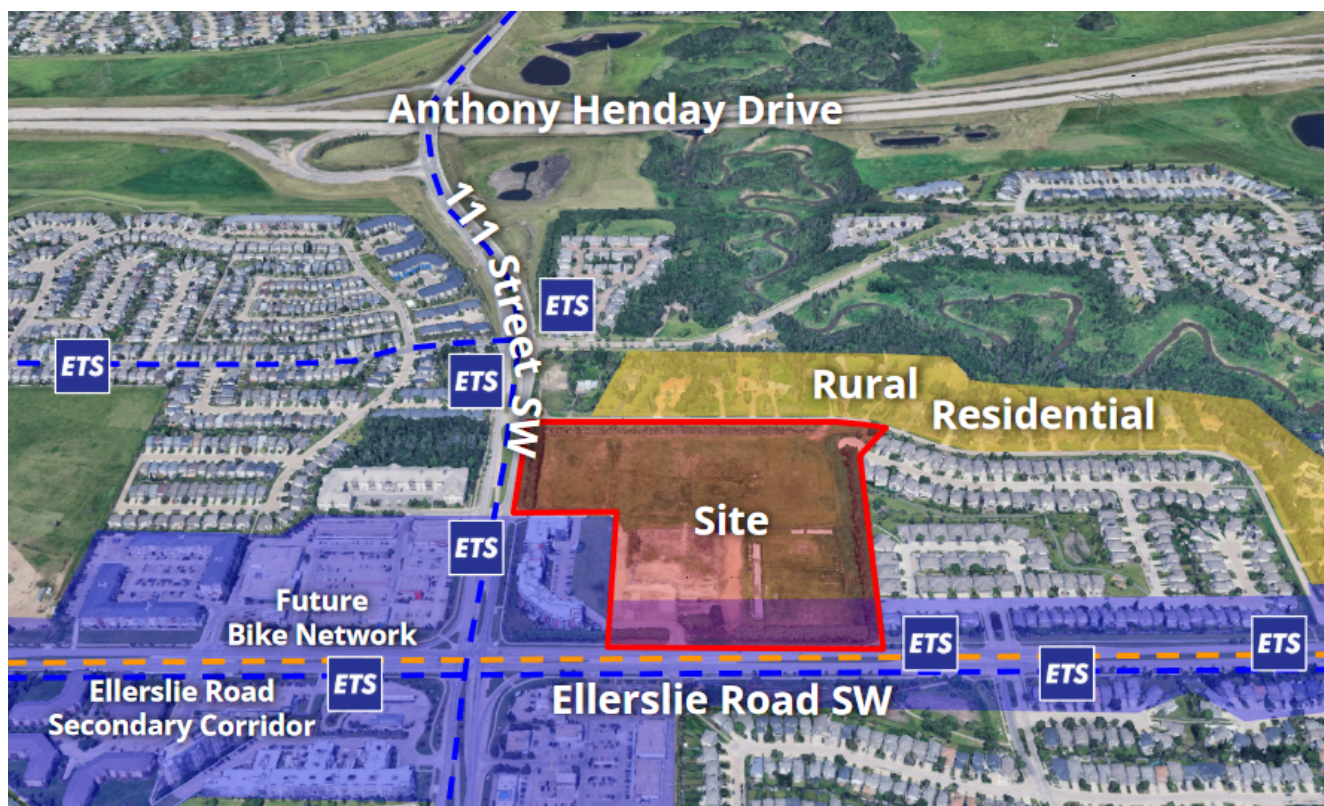 Anthony Henday Drive
111 Street SW
ETS
ETS
ETS
Rural
Residential
Site
ETS
Future
Bike Network
ETS
ETS
ETS
ETS
Ellerslie Road
Secondary Corridor
Ellerslie Road SW